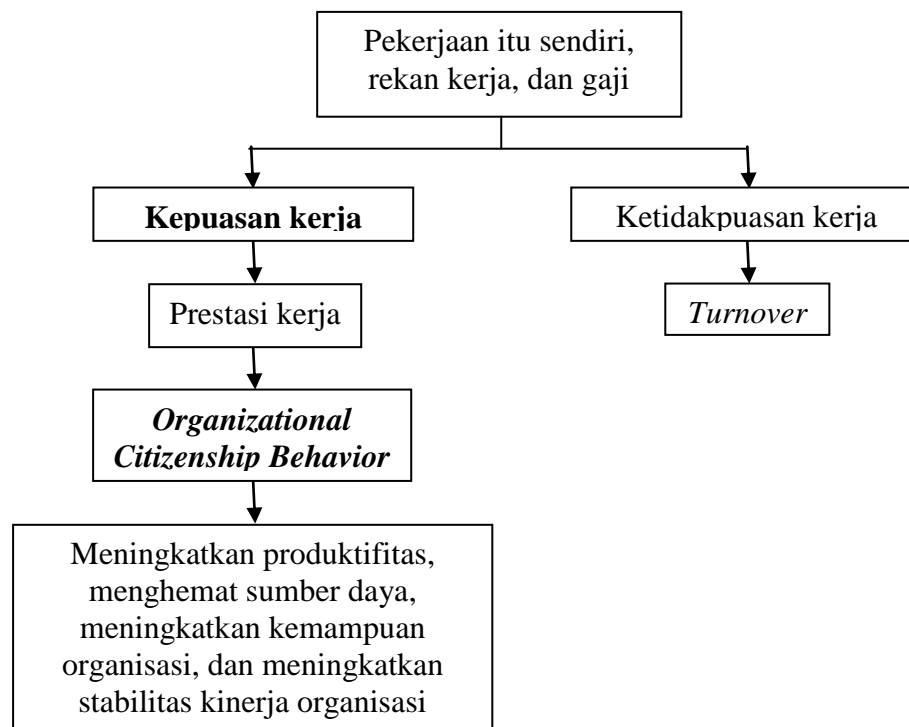 Pekerjaan itu sendiri,
rekan kerja, dan gaji
Kepuasan kerja
Ketidakpuasan kerja
Prestasi kerja
Turnover
Organizational
Citizenship Behavior
Meningkatkan produktifitas,
menghemat sumber daya,
meningkatkan kemampuan
organisasi, dan meningkatkan
stabilitas kinerja organisasi